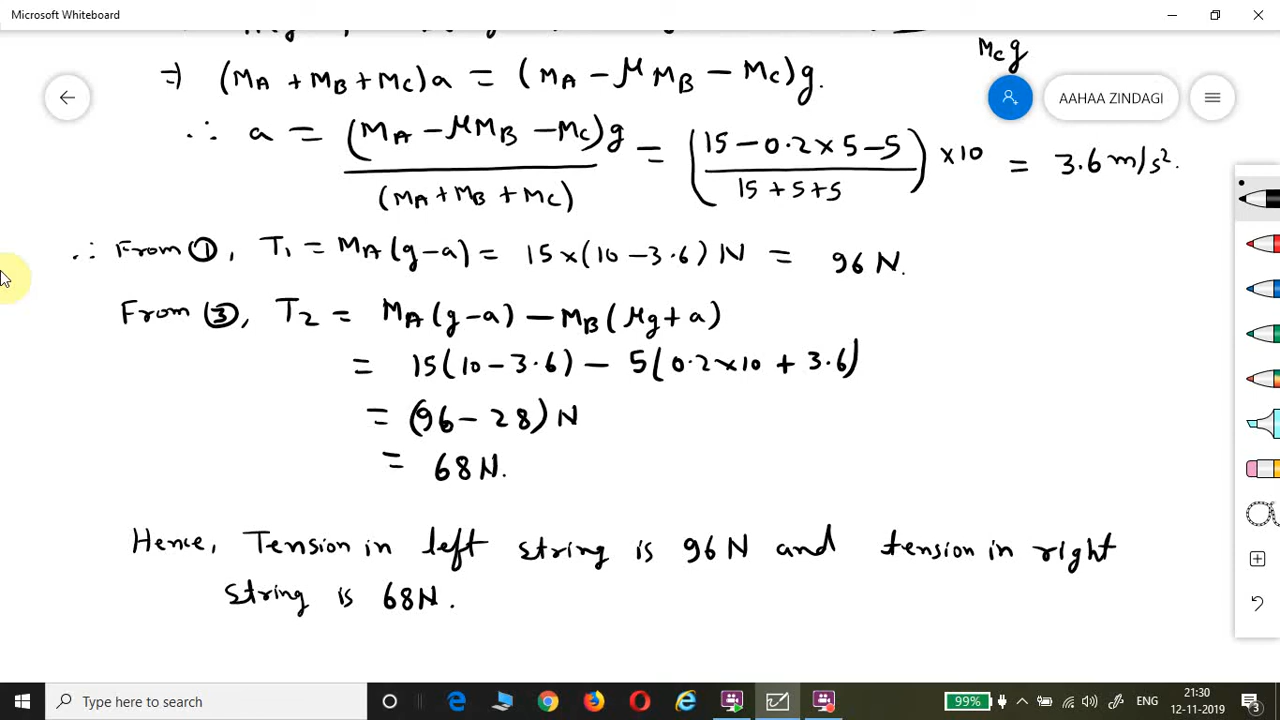 Microsoft Whiteboard
Mcg
⇒ (MA + MB + Mc)a = (MA − μMB − Mc)g.
AAHAA ZINDAGI
∴ a = (MA − μMB − Mc)g / (MA + MB + Mc) = ((15 − 0.2 × 5 − 5) / (15 + 5 + 5)) × 10 = 3.6 m/s².
∴ From ①, T1 = MA(g−a) = 15×(10−3.6) N = 96 N.
From ③, T2 = MA(g−a) − MB(μg+a)
= 15(10−3.6) − 5(0.2×10 + 3.6)
= (96 − 28) N
= 68 N.
Hence, Tension in left string is 96 N and tension in right
string is 68 N.
Type here to search
99%
ENG
21:30
12-11-2019
3